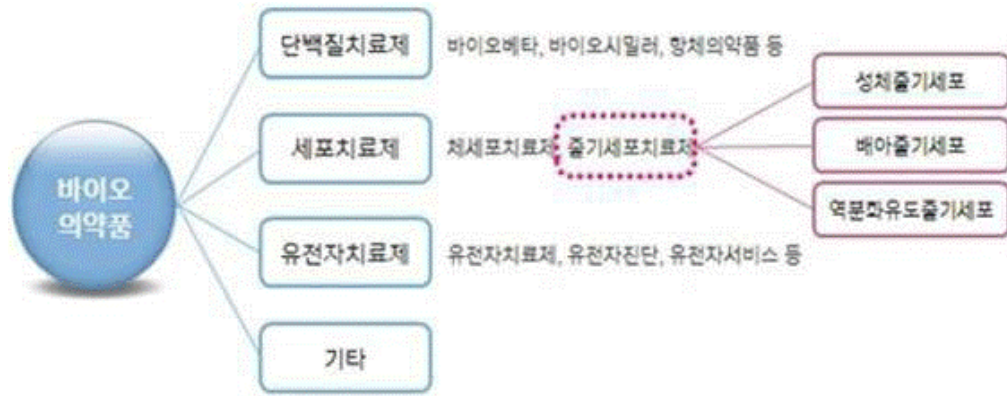 바이오
의약품
단백질치료제
바이오베타, 바이오시밀러, 항체의약품 등
세포치료제
체세포치료제
줄기세포치료제
성체줄기세포
배아줄기세포
역분화유도줄기세포
유전자치료제
유전자치료제, 유전자진단, 유전자서비스 등
기타